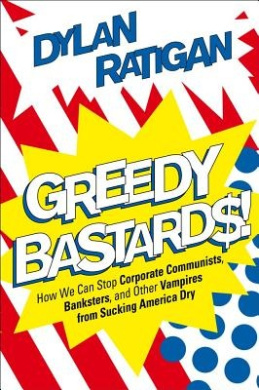 DYLAN
RATIGAN
GREEDY
BASTARD$!
How We Can Stop Corporate Communists,
Banksters, and Other Vampires
from Sucking America Dry